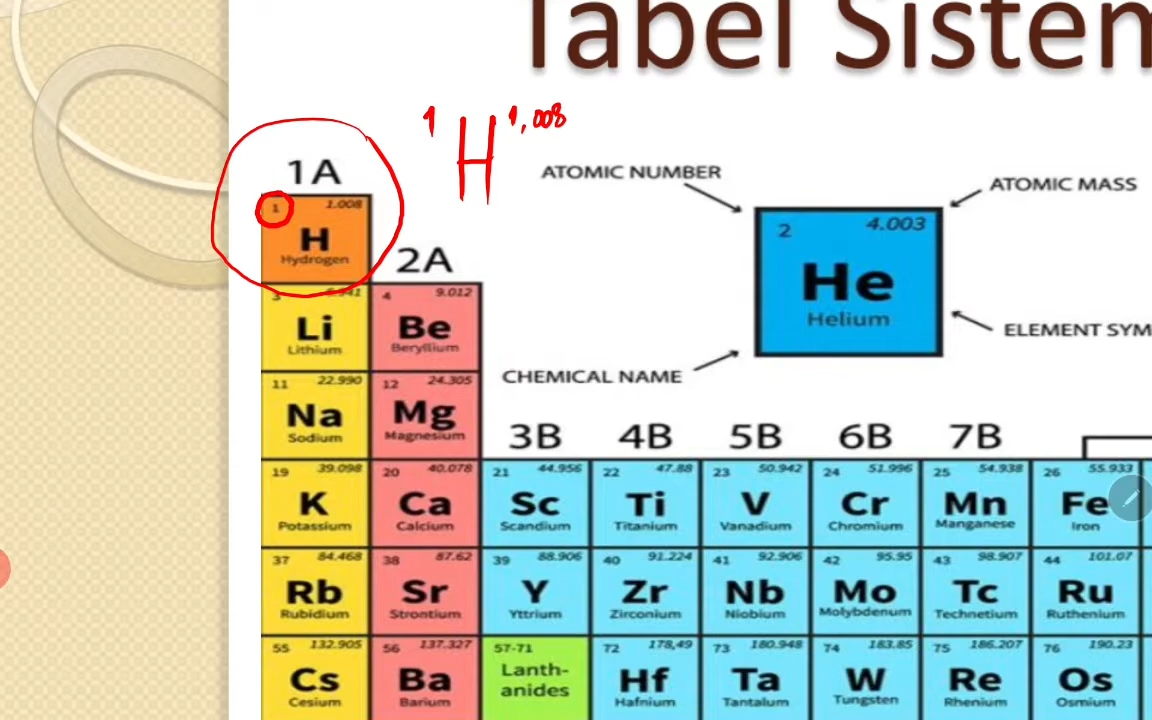 Tabel Sistem
1 H 1,008
1A
ATOMIC NUMBER
ATOMIC MASS
1 1.008
H
Hydrogen
2 4.003
He
Helium
2A
ELEMENT SYM
CHEMICAL NAME
3 6.941
Li
Lithium
4 9.012
Be
Beryllium
11 22.990
Na
Sodium
12 24.305
Mg
Magnesium
3B 4B 5B 6B 7B
19 39.098
K
Potassium
20 40.078
Ca
Calcium
21 44.956
Sc
Scandium
22 47.88
Ti
Titanium
23 50.942
V
Vanadium
24 51.996
Cr
Chromium
25 54.938
Mn
Manganese
26 55.933
Fe
Iron
37 84.468
Rb
Rubidium
38 87.62
Sr
Strontium
39 88.906
Y
Yttrium
40 91.224
Zr
Zirconium
41 92.906
Nb
Niobium
42 95.95
Mo
Molybdenum
43 98.907
Tc
Technetium
44 101.07
Ru
Ruthenium
55 132.905
Cs
Cesium
56 137.327
Ba
Barium
57-71
Lanth-
anides
72 178,49
Hf
Hafnium
73 180.948
Ta
Tantalum
74 183.85
W
Tungsten
75 186.207
Re
Rhenium
76 190.23
Os
Osmium